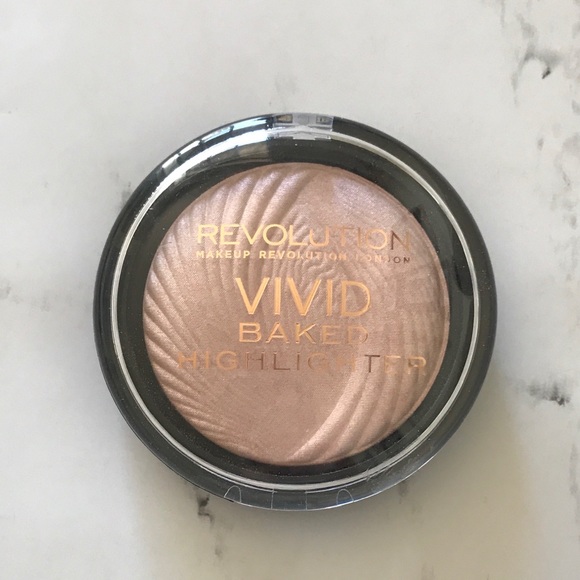 REVOLUTION
MAKEUP REVOLUTION LONDON
VIVID
BAKED
HIGHLIGHTER